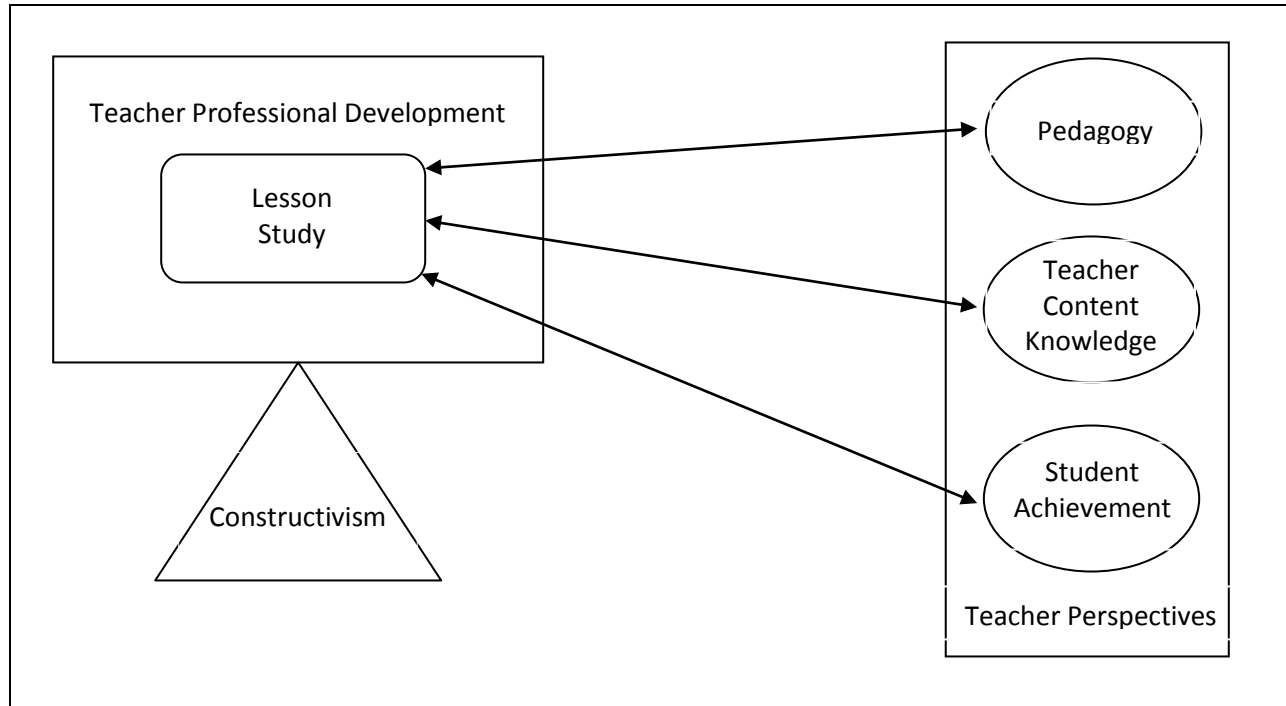 Teacher Professional Development
Lesson
Study
Constructivism
Pedagogy
Teacher
Content
Knowledge
Student
Achievement
Teacher Perspectives